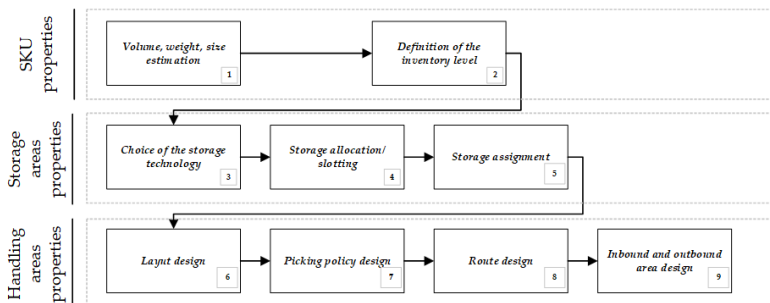 SKU
properties
Volume, weight, size
estimation
1
Definition of the
inventory level
2
Storage
areas
properties
Choice of the storage
technology
3
Storage allocation/
slotting
4
Storage assignment
5
Handling
areas
properties
Layut design
6
Picking policy design
7
Route design
8
Inbound and outbound
area design
9